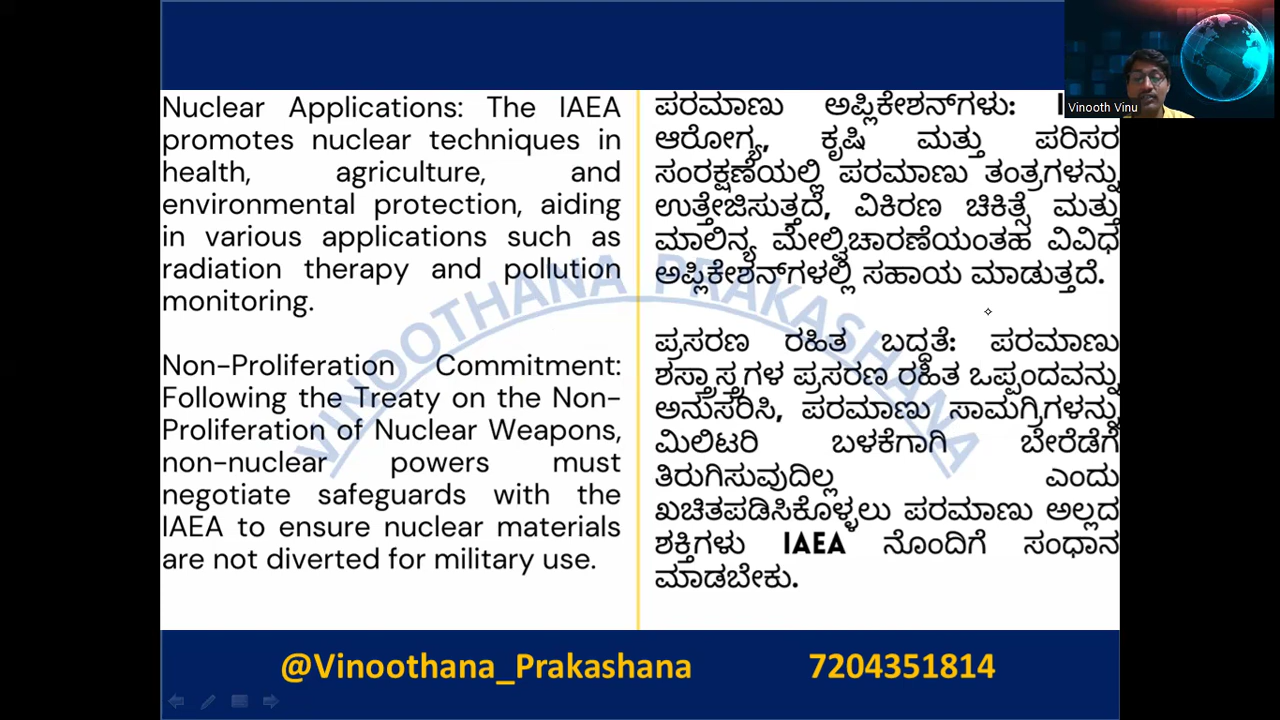 Nuclear Applications: The IAEA
promotes nuclear techniques in
health, agriculture, and
environmental protection, aiding
in various applications such as
radiation therapy and pollution
monitoring.
Non-Proliferation Commitment:
Following the Treaty on the Non-
Proliferation of Nuclear Weapons,
non-nuclear powers must
negotiate safeguards with the
IAEA to ensure nuclear materials
are not diverted for military use.
ಪರಮಾಣು ಅಪ್ಲಿಕೇಶನ್‌ಗಳು:
ಆರೋಗ್ಯ, ಕೃಷಿ ಮತ್ತು ಪರಿಸರ
ಸಂರಕ್ಷಣೆಯಲ್ಲಿ ಪರಮಾಣು ತಂತ್ರಗಳನ್ನು
ಉತ್ತೇಜಿಸುತ್ತದೆ, ವಿಕಿರಣ ಚಿಕಿತ್ಸೆ ಮತ್ತು
ಮಾಲಿನ್ಯ ಮೇಲ್ವಿಚಾರಣೆಯಂತಹ ವಿವಿಧ
ಅಪ್ಲಿಕೇಶನ್‌ಗಳಲ್ಲಿ ಸಹಾಯ ಮಾಡುತ್ತದೆ.
ಪ್ರಸರಣ ರಹಿತ ಬದ್ಧತೆ: ಪರಮಾಣು
ಶಸ್ತ್ರಾಸ್ತ್ರಗಳ ಪ್ರಸರಣ ರಹಿತ ಒಪ್ಪಂದವನ್ನು
ಅನುಸರಿಸಿ, ಪರಮಾಣು ಸಾಮಗ್ರಿಗಳನ್ನು
ಮಿಲಿಟರಿ ಬಳಕೆಗಾಗಿ ಬೇರೆಡೆಗೆ
ತಿರುಗಿಸುವುದಿಲ್ಲ ಎಂದು
ಖಚಿತಪಡಿಸಿಕೊಳ್ಳಲು ಪರಮಾಣು ಅಲ್ಲದ
ಶಕ್ತಿಗಳು IAEA ನೊಂದಿಗೆ ಸಂಧಾನ
ಮಾಡಬೇಕು.
VINOOTHANA PRAKASHANA
Vinooth Vinu
@Vinoothana_Prakashana 7204351814